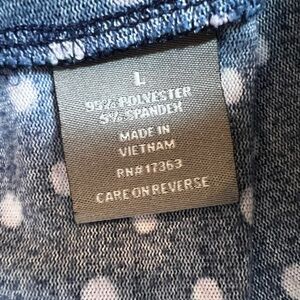 L
95% POLYESTER
5% SPANDEX
MADE IN
VIETNAM
RN# 17363
CARE ON REVERSE